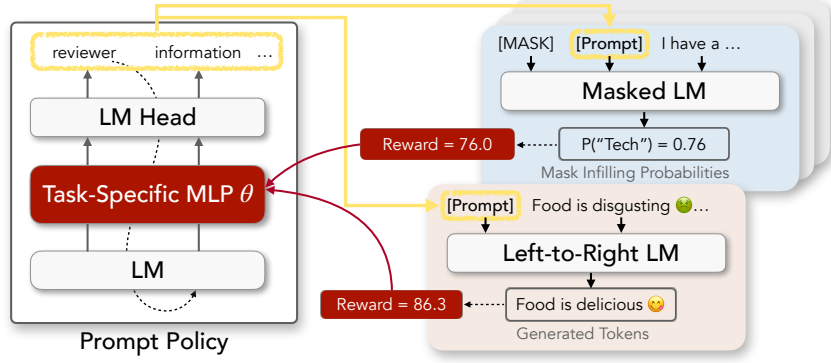 reviewer information ...
LM Head
Task-Specific MLP θ
LM
Prompt Policy
[MASK] [Prompt] I have a ...
Masked LM
Reward = 76.0
P("Tech") = 0.76
Mask Infilling Probabilities
[Prompt] Food is disgusting 🤢...
Left-to-Right LM
Reward = 86.3
Food is delicious 😋
Generated Tokens